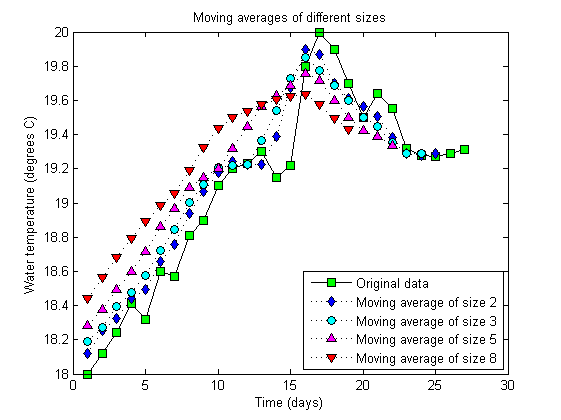 Moving averages of different sizes
20
19.8
19.6
19.4
19.2
19
18.8
18.6
18.4
18.2
18
Water temperature (degrees C)
Original data
Moving average of size 2
Moving average of size 3
Moving average of size 5
Moving average of size 8
0 5 10 15 20 25 30
Time (days)